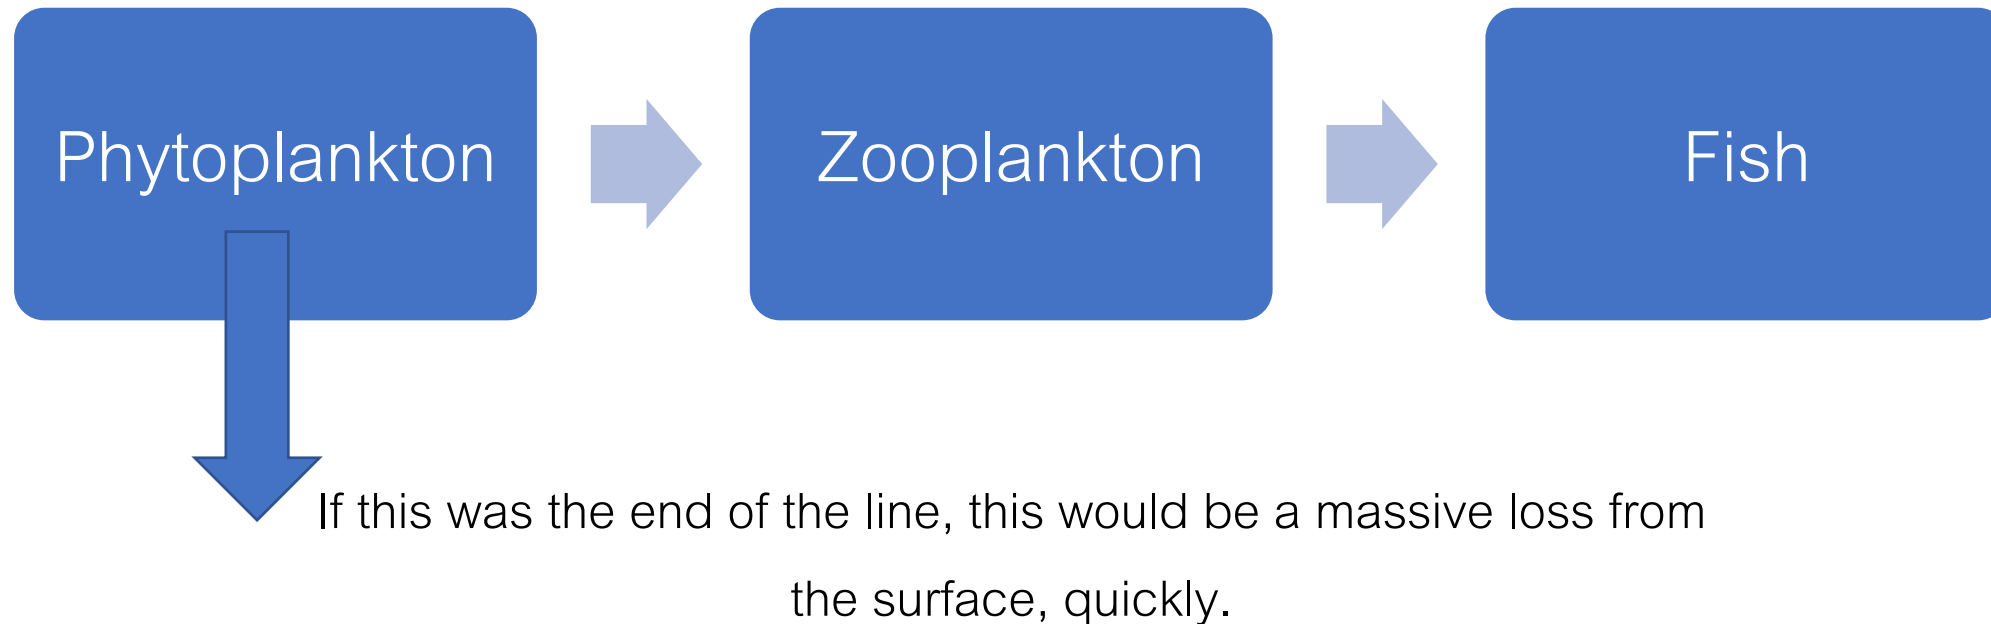 Phytoplankton
Zooplankton
Fish
If this was the end of the line, this would be a massive loss from
the surface, quickly.